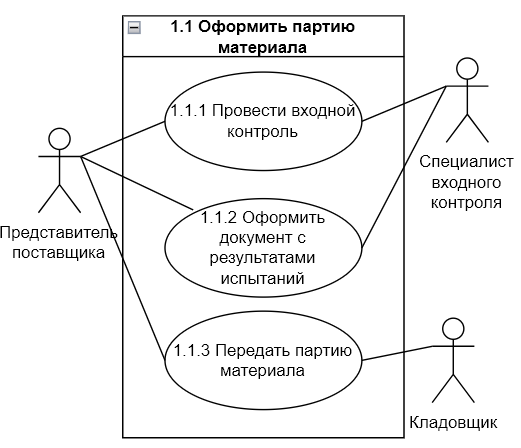 1.1 Оформить партию
материала
1.1.1 Провести входной
контроль
Специалист
входного
контроля
Представитель
поставщика
1.1.2 Оформить
документ с
результатами
испытаний
1.1.3 Передать партию
материала
Кладовщик